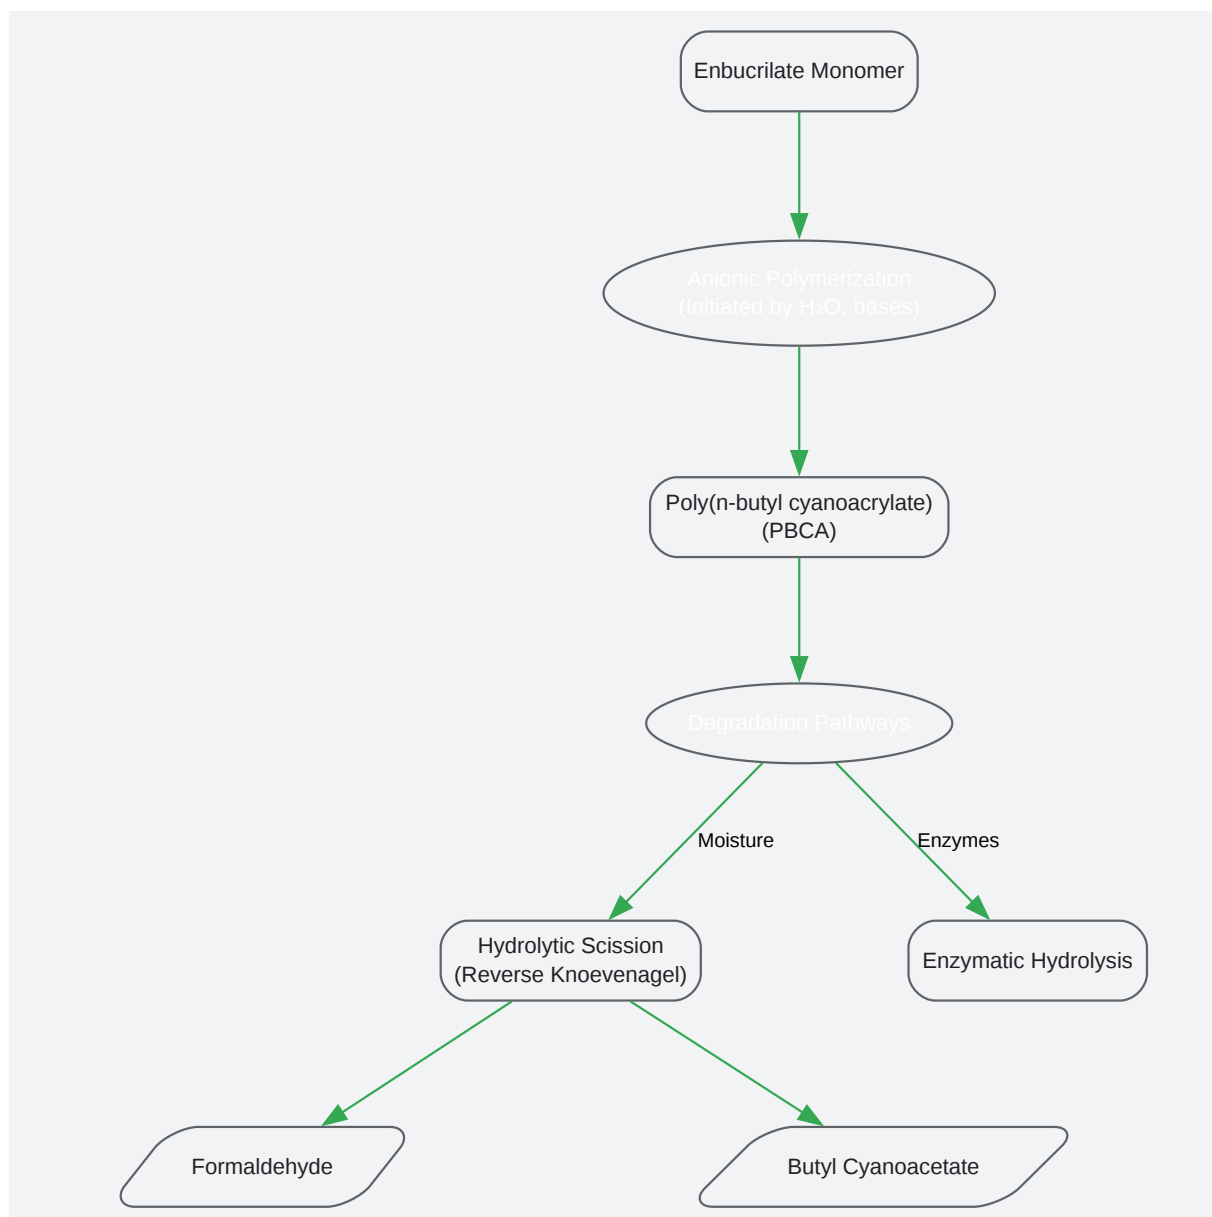 Enbucrilate Monomer
Anionic Polymerization
(Initiated by H₂O, bases)
Poly(n-butyl cyanoacrylate)
(PBCA)
Degradation Pathways
Moisture
Enzymes
Hydrolytic Scission
(Reverse Knoevenagel)
Enzymatic Hydrolysis
Formaldehyde
Butyl Cyanoacetate